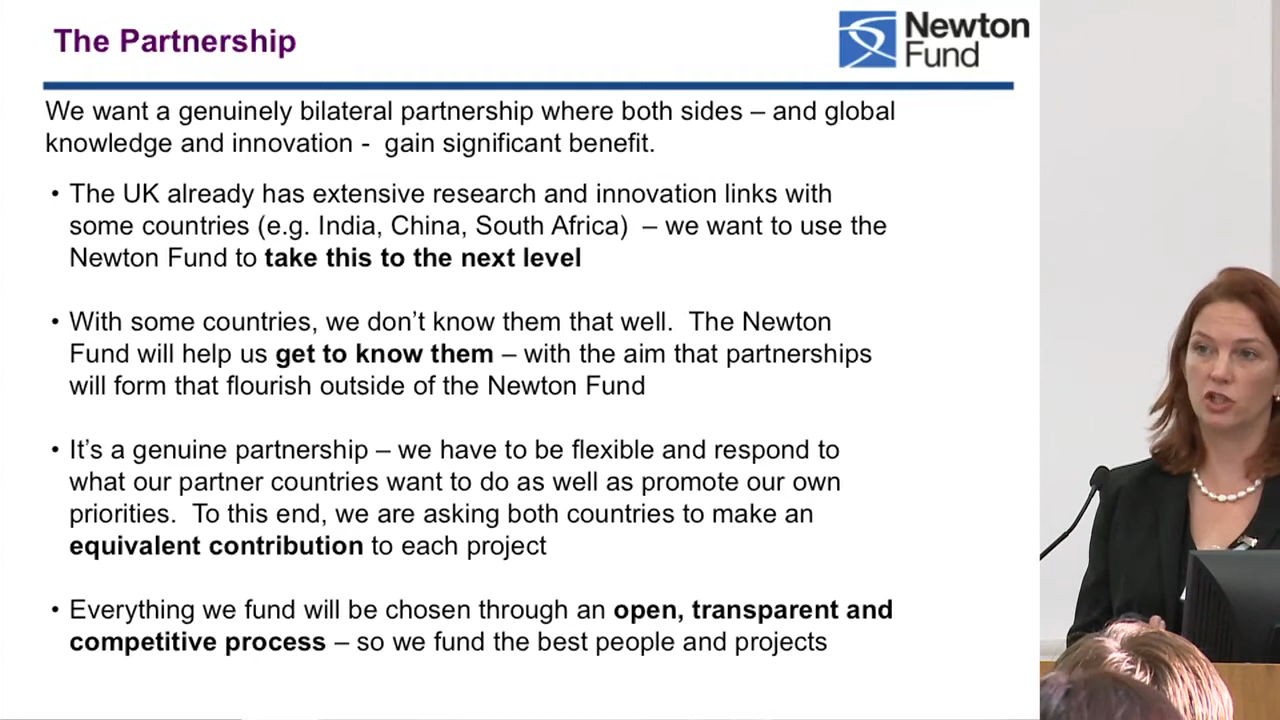 The Partnership
Newton
Fund
We want a genuinely bilateral partnership where both sides – and global
knowledge and innovation -  gain significant benefit.
• The UK already has extensive research and innovation links with
some countries (e.g. India, China, South Africa)  – we want to use the
Newton Fund to take this to the next level
• With some countries, we don’t know them that well.  The Newton
Fund will help us get to know them – with the aim that partnerships
will form that flourish outside of the Newton Fund
• It’s a genuine partnership – we have to be flexible and respond to
what our partner countries want to do as well as promote our own
priorities.  To this end, we are asking both countries to make an
equivalent contribution to each project
• Everything we fund will be chosen through an open, transparent and
competitive process – so we fund the best people and projects